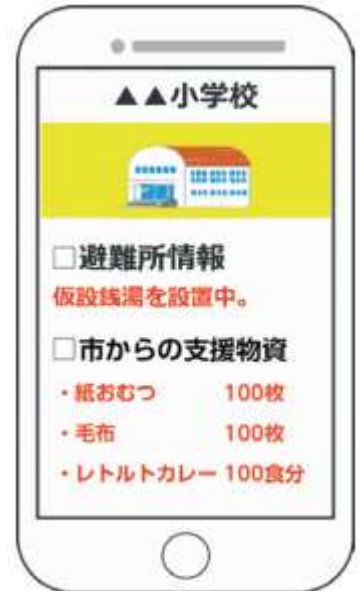 ▲▲小学校
□避難所情報
仮設銭湯を設置中。
□市からの支援物資
・紙おむつ 100枚
・毛布 100枚
・レトルトカレー 100食分